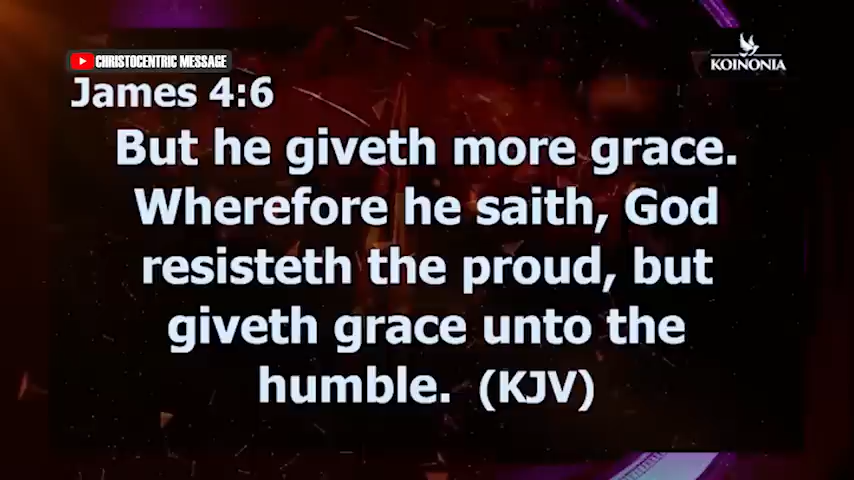 CHRISTOCENTRIC MESSAGE
KOINONIA
James 4:6
But he giveth more grace.
Wherefore he saith, God
resisteth the proud, but
giveth grace unto the
humble. (KJV)